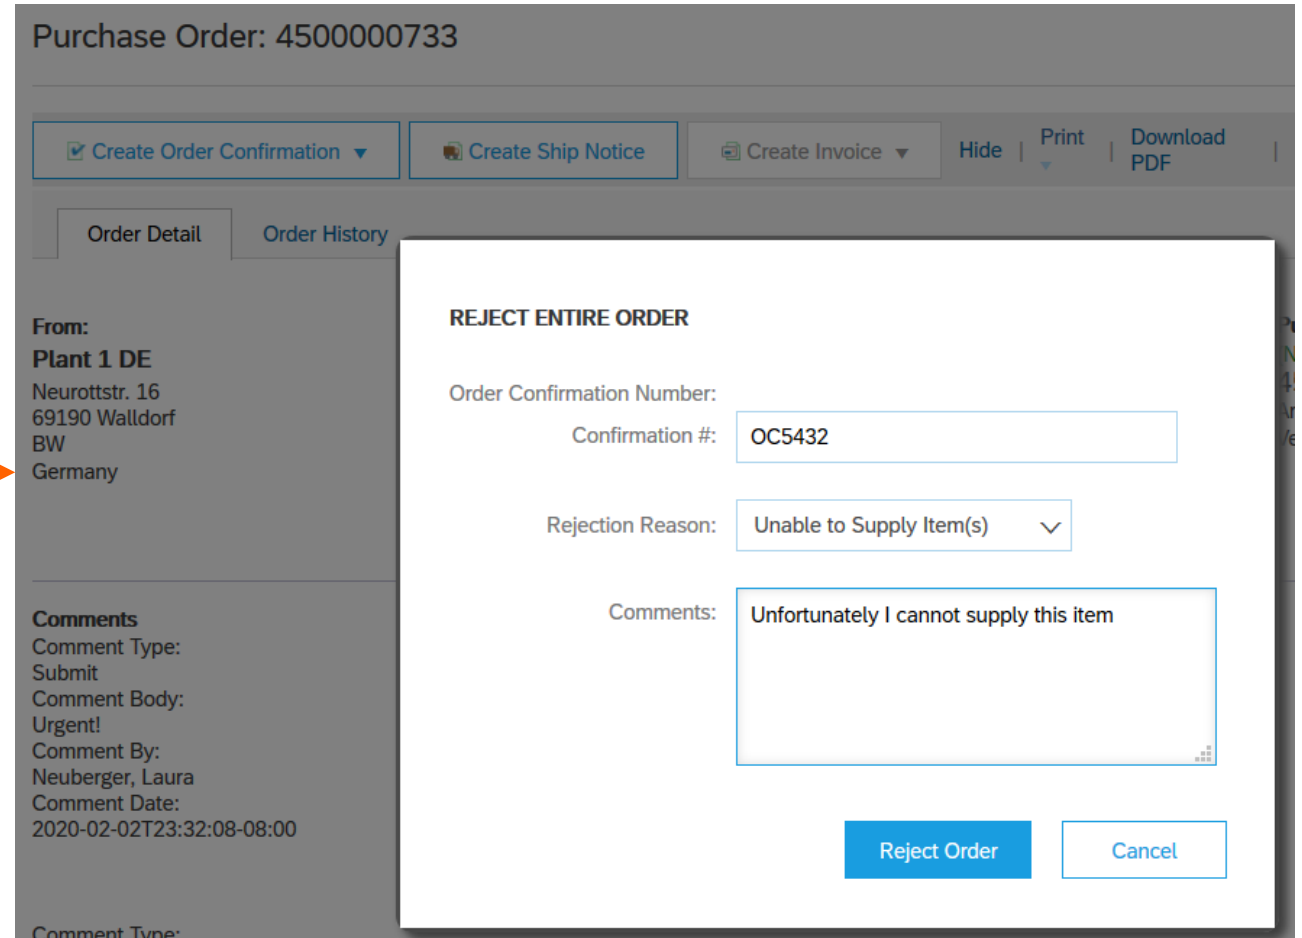 Purchase Order: 4500000733
Create Order Confirmation
Create Ship Notice
Create Invoice
Hide | Print | Download PDF |
Order Detail
Order History
From:
Plant 1 DE
Neurottstr. 16
69190 Walldorf
BW
Germany
Comments
Comment Type:
Submit
Comment Body:
Urgent!
Comment By:
Neuberger, Laura
Comment Date:
2020-02-02T23:32:08-08:00
Comment Type:
REJECT ENTIRE ORDER
Order Confirmation Number:
Confirmation #: OC5432
Rejection Reason: Unable to Supply Item(s)
Comments: Unfortunately I cannot supply this item
Reject Order
Cancel